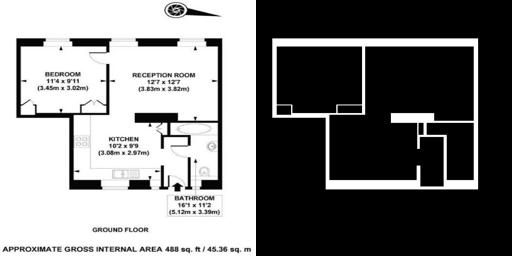 BEDROOM
11'4 x 9'11
(3.45m x 3.02m)
RECEPTION ROOM
12'7 x 12'7
(3.83m x 3.82m)
KITCHEN
10'2 x 9'9
(3.08m x 2.97m)
BATHROOM
16'1 x 11'2
(5.12m x 3.39m)
GROUND FLOOR
APPROXIMATE GROSS INTERNAL AREA 488 sq. ft / 45.36 sq. m